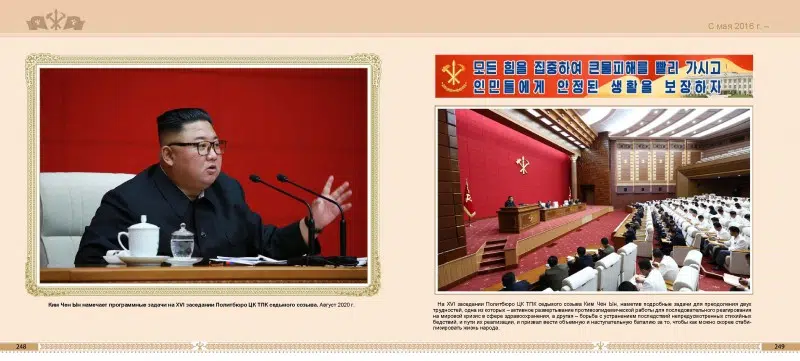 С мая 2016 г. –
모든 힘을 집중하여 큰물피해를 빨리 가시고
인민들에게 안정된 생활을 보장하자
Ким Чен Ын намечает программные задачи на XVI заседании Политбюро ЦК ТПК седьмого созыва. Август 2020 г.
На XVI заседании Политбюро ЦК ТПК седьмого созыва Ким Чен Ын, наметив подробные задачи для преодоления двух
трудностей, одна из которых – активное развертывание противоэпидемической работы для последовательного реагирования
на мировой кризис в сфере здравоохранения, а другая – борьба с устранением последствий непредусмотренных стихийных
бедствий, и пути их реализации, и призвал вести объемную и наступательную баталию за то, чтобы как можно скорее стаби-
лизировать жизнь народа.
248
249